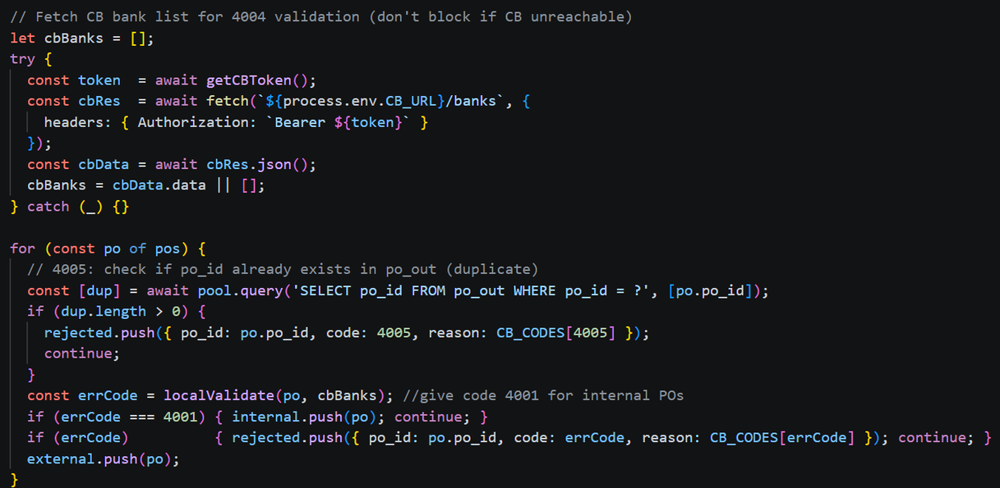 // Fetch CB bank list for 4004 validation (don't block if CB unreachable)
let cbBanks = [];
try {
  const token  = await getCBToken();
  const cbRes  = await fetch(`${process.env.CB_URL}/banks`, {
    headers: { Authorization: `Bearer ${token}` }
  });
  const cbData = await cbRes.json();
  cbBanks = cbData.data || [];
} catch (_) {}

for (const po of pos) {
  // 4005: check if po_id already exists in po_out (duplicate)
  const [dup] = await pool.query('SELECT po_id FROM po_out WHERE po_id = ?', [po.po_id]);
  if (dup.length > 0) {
    rejected.push({ po_id: po.po_id, code: 4005, reason: CB_CODES[4005] });
    continue;
  }
  const errCode = localValidate(po, cbBanks); //give code 4001 for internal POs
  if (errCode === 4001) { internal.push(po); continue; }
  if (errCode)          { rejected.push({ po_id: po.po_id, code: errCode, reason: CB_CODES[errCode] }); continue; }
  external.push(po);
}